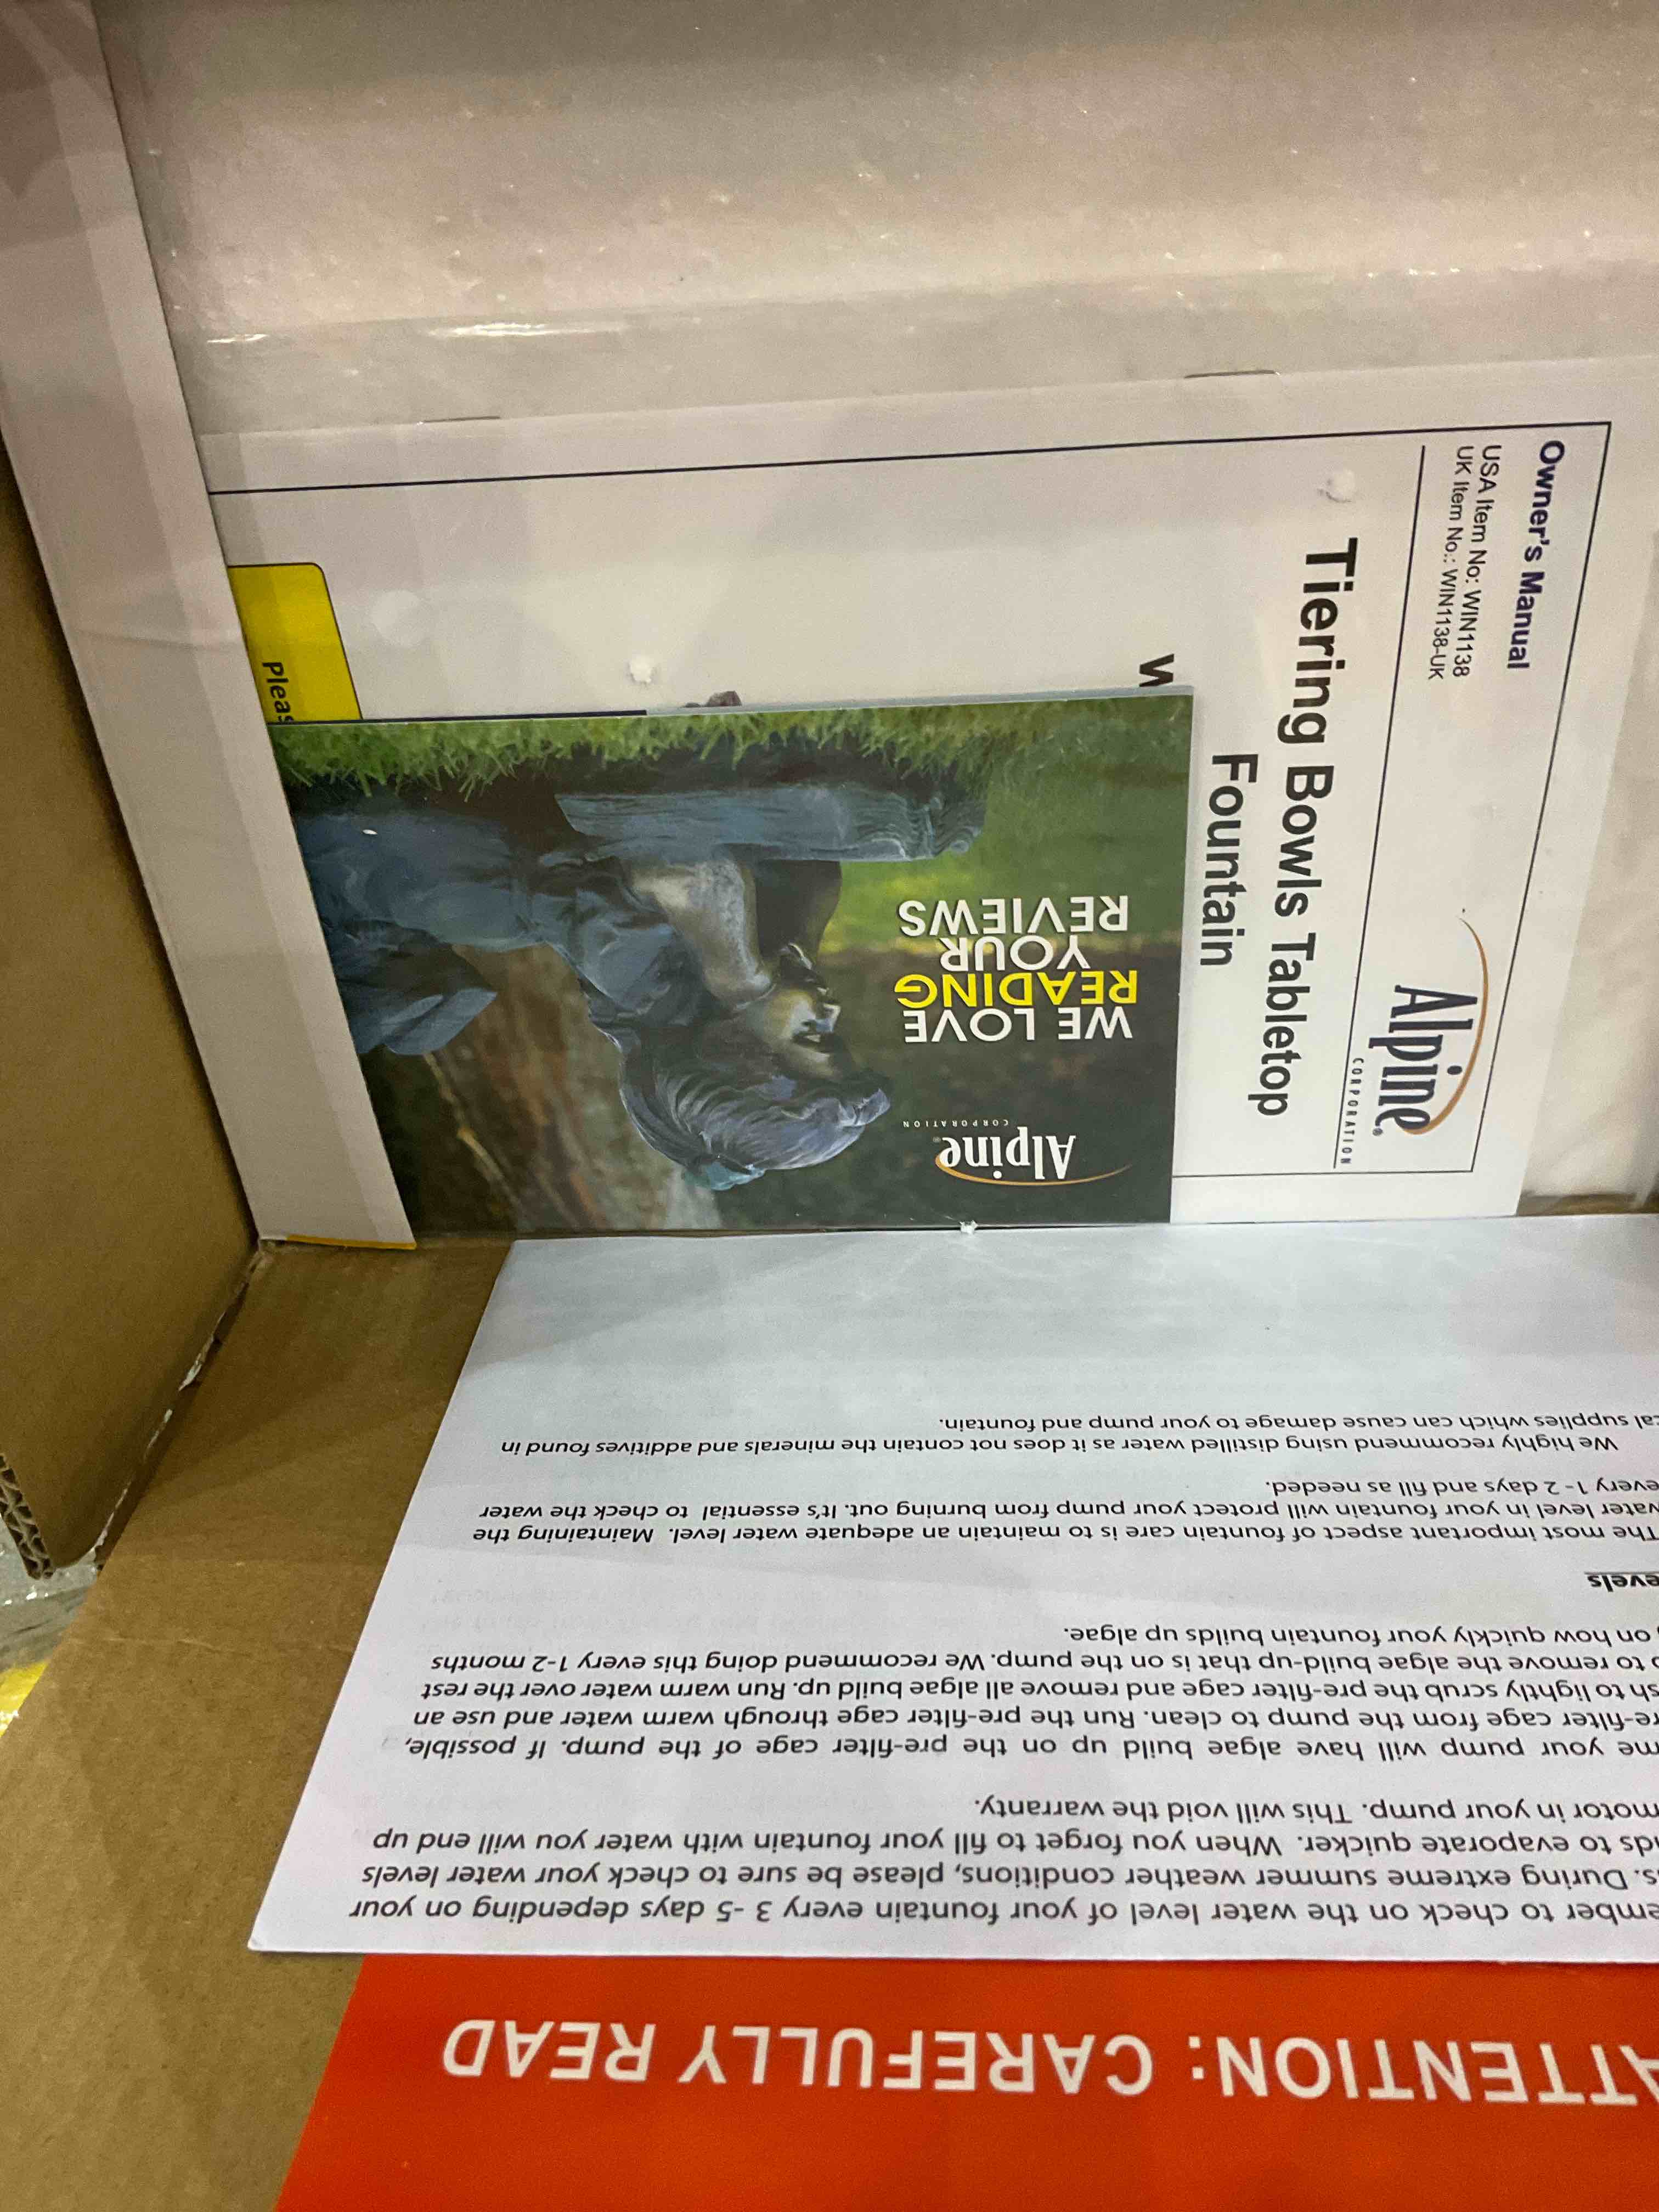 Owner's Manual
USA Item No: WIN1138
UK Item No.: WIN1138-UK
Alpine®
CORPORATION
Tiering Bowls Tabletop
Fountain
W
Pleas
Alpine®
CORPORATION
WE LOVE
READING
YOUR
REVIEWS
ATTENTION: CAREFULLY READ
ember to check on the water level of your fountain every 3 -5 days depending on your
s. During extreme summer weather conditions, please be sure to check your water levels
nds to evaporate quicker. When you forget to fill your fountain with water you will end up
motor in your pump. This will void the warranty.
me your pump will have algae build up on the pre-filter cage of the pump. If possible,
re-filter cage from the pump to clean. Run the pre-filter cage through warm water and use an
sh to lightly scrub the pre-filter cage and remove all algae build up. Run warm water over the rest
p to remove the algae build-up that is on the pump. We recommend doing this every 1-2 months
on how quickly your fountain builds up algae.
evels
The most important aspect of fountain care is to maintain an adequate water level. Maintaining the
water level in your fountain will protect your pump from burning out. It's essential to check the water
every 1- 2 days and fill as needed.
We highly recommend using distilled water as it does not contain the minerals and additives found in
cal supplies which can cause damage to your pump and fountain.